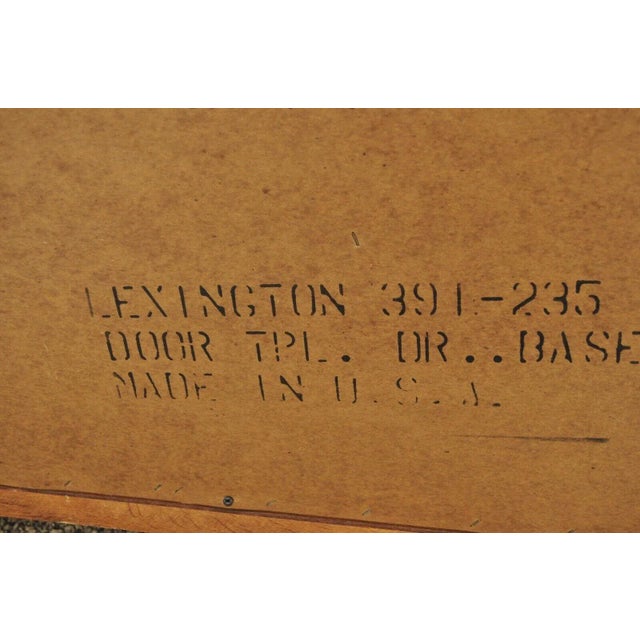 LEXINGTON 391-235
DOOR TPL. DR..BASE
MADE IN U.S.A.